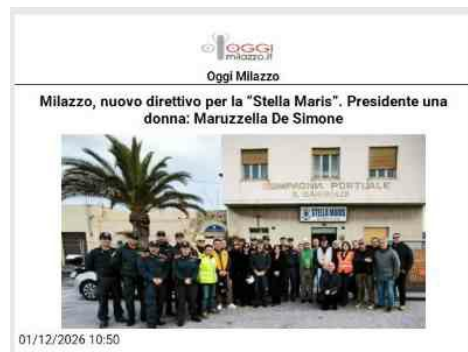 OGGI
milazzo.it
Oggi Milazzo
Milazzo, nuovo direttivo per la “Stella Maris”. Presidente una
donna: Maruzzella De Simone
COMPAGNIA PORTUALE
STELLA MARIS
01/12/2026 10:50